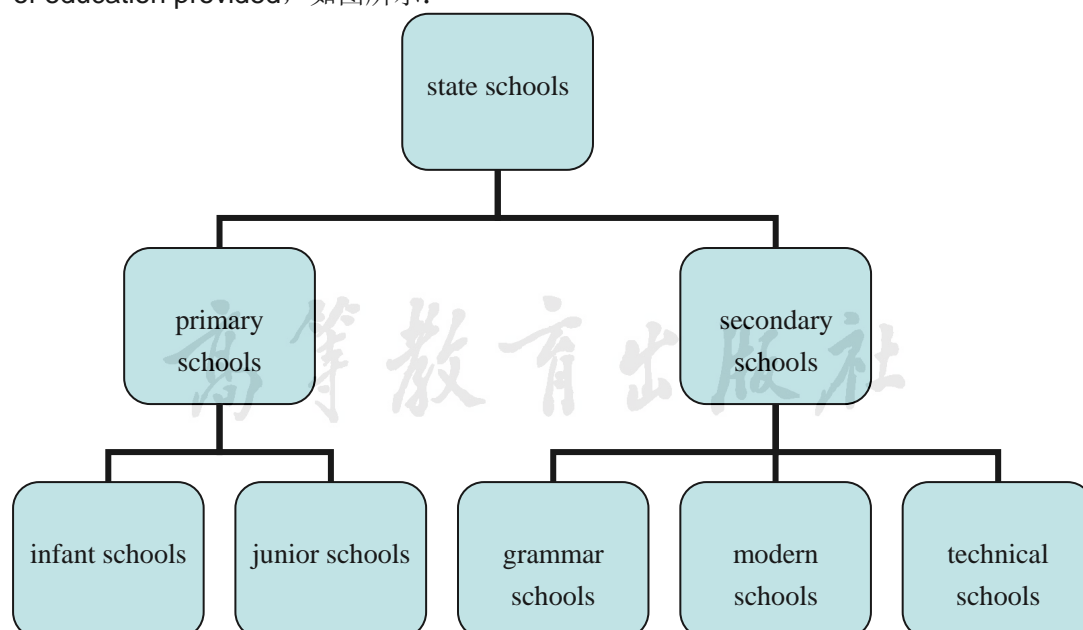 of education provided，如图所示：
state schools
primary
schools
secondary
schools
高等教育出版社
infant schools
junior schools
grammar
schools
modern
schools
technical
schools